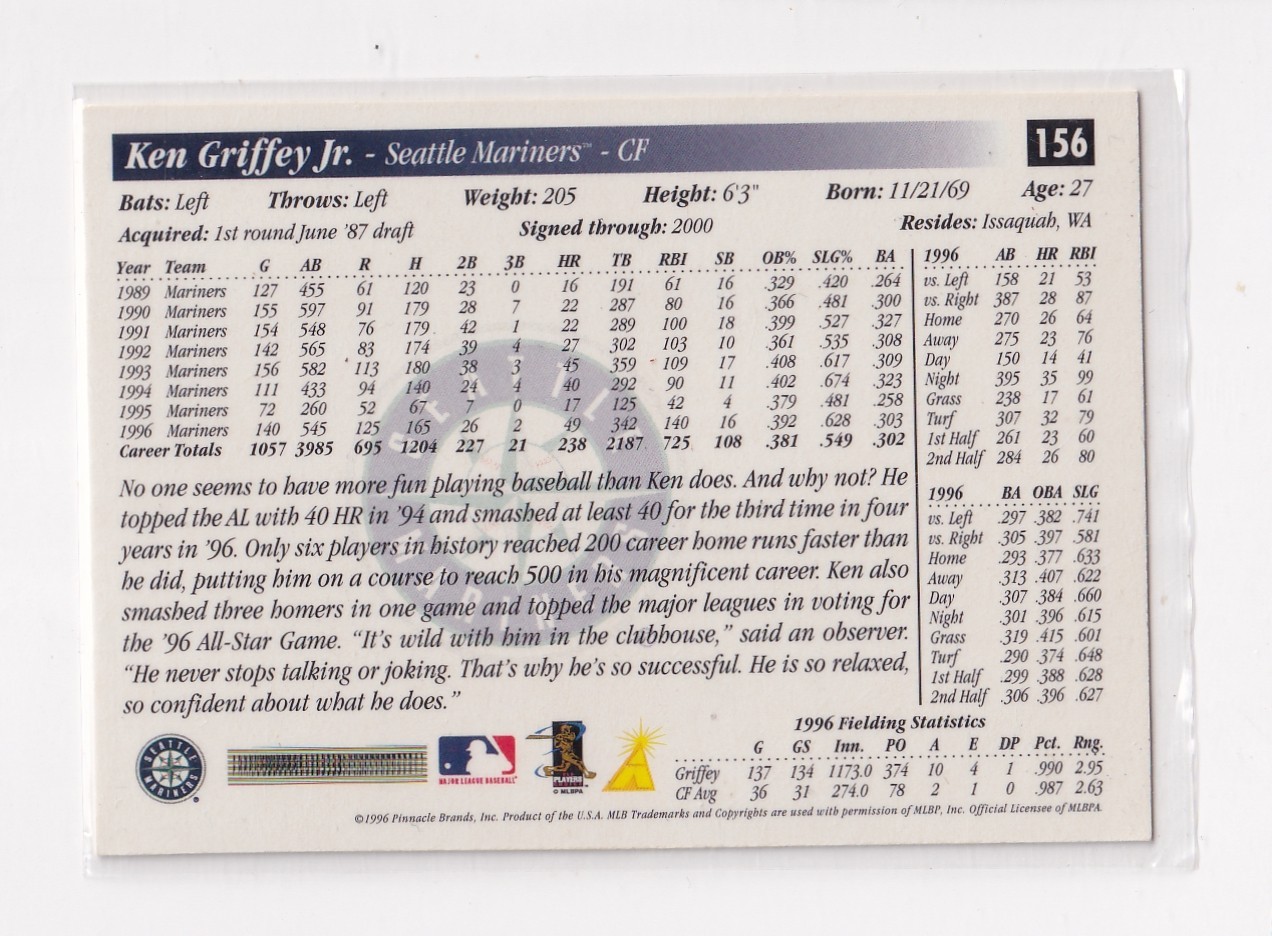 Ken Griffey Jr. - Seattle Mariners™ - CF 156
Bats: Left Throws: Left Weight: 205 Height: 6'3" Born: 11/21/69 Age: 27
Acquired: 1st round June '87 draft Signed through: 2000 Resides: Issaquah, WA
Year Team G AB R H 2B 3B HR TB RBI SB OB% SLG% BA
1989 Mariners 127 455 61 120 23 0 16 191 61 16 .329 .420 .264
1990 Mariners 155 597 91 179 28 7 22 287 80 16 .366 .481 .300
1991 Mariners 154 548 76 179 42 1 22 289 100 18 .399 .527 .327
1992 Mariners 142 565 83 174 39 4 27 302 103 10 .361 .535 .308
1993 Mariners 156 582 113 180 38 3 45 359 109 17 .408 .617 .309
1994 Mariners 111 433 94 140 24 4 40 292 90 11 .402 .674 .323
1995 Mariners 72 260 52 67 7 0 17 125 42 4 .379 .481 .258
1996 Mariners 140 545 125 165 26 2 49 342 140 16 .392 .628 .303
Career Totals 1057 3985 695 1204 227 21 238 2187 725 108 .381 .549 .302
No one seems to have more fun playing baseball than Ken does. And why not? He
topped the AL with 40 HR in '94 and smashed at least 40 for the third time in four
years in '96. Only six players in history reached 200 career home runs faster than
he did, putting him on a course to reach 500 in his magnificent career. Ken also
smashed three homers in one game and topped the major leagues in voting for
the '96 All-Star Game. "It's wild with him in the clubhouse," said an observer.
"He never stops talking or joking. That's why he's so successful. He is so relaxed,
so confident about what he does."
1996 AB HR RBI
vs. Left 158 21 53
vs. Right 387 28 87
Home 270 26 64
Away 275 23 76
Day 150 14 41
Night 395 35 99
Grass 238 17 61
Turf 307 32 79
1st Half 261 23 60
2nd Half 284 26 80
1996 BA OBA SLG
vs. Left .297 .382 .741
vs. Right .305 .397 .581
Home .293 .377 .633
Away .313 .407 .622
Day .307 .384 .660
Night .301 .396 .615
Grass .319 .415 .601
Turf .290 .374 .648
1st Half .299 .388 .628
2nd Half .306 .396 .627
SEATTLE MARINERS
SEATTLE MARINERS ®
MAJOR LEAGUE BASEBALL
PLAYERS
© MLBPA
1996 Fielding Statistics
G GS Inn. PO A E DP Pct. Rng.
Griffey 137 134 1173.0 374 10 4 1 .990 2.95
CF Avg 36 31 274.0 78 2 1 0 .987 2.63
©1996 Pinnacle Brands, Inc. Product of the U.S.A. MLB Trademarks and Copyrights are used with permission of MLBP, Inc. Official Licensee of MLBPA.